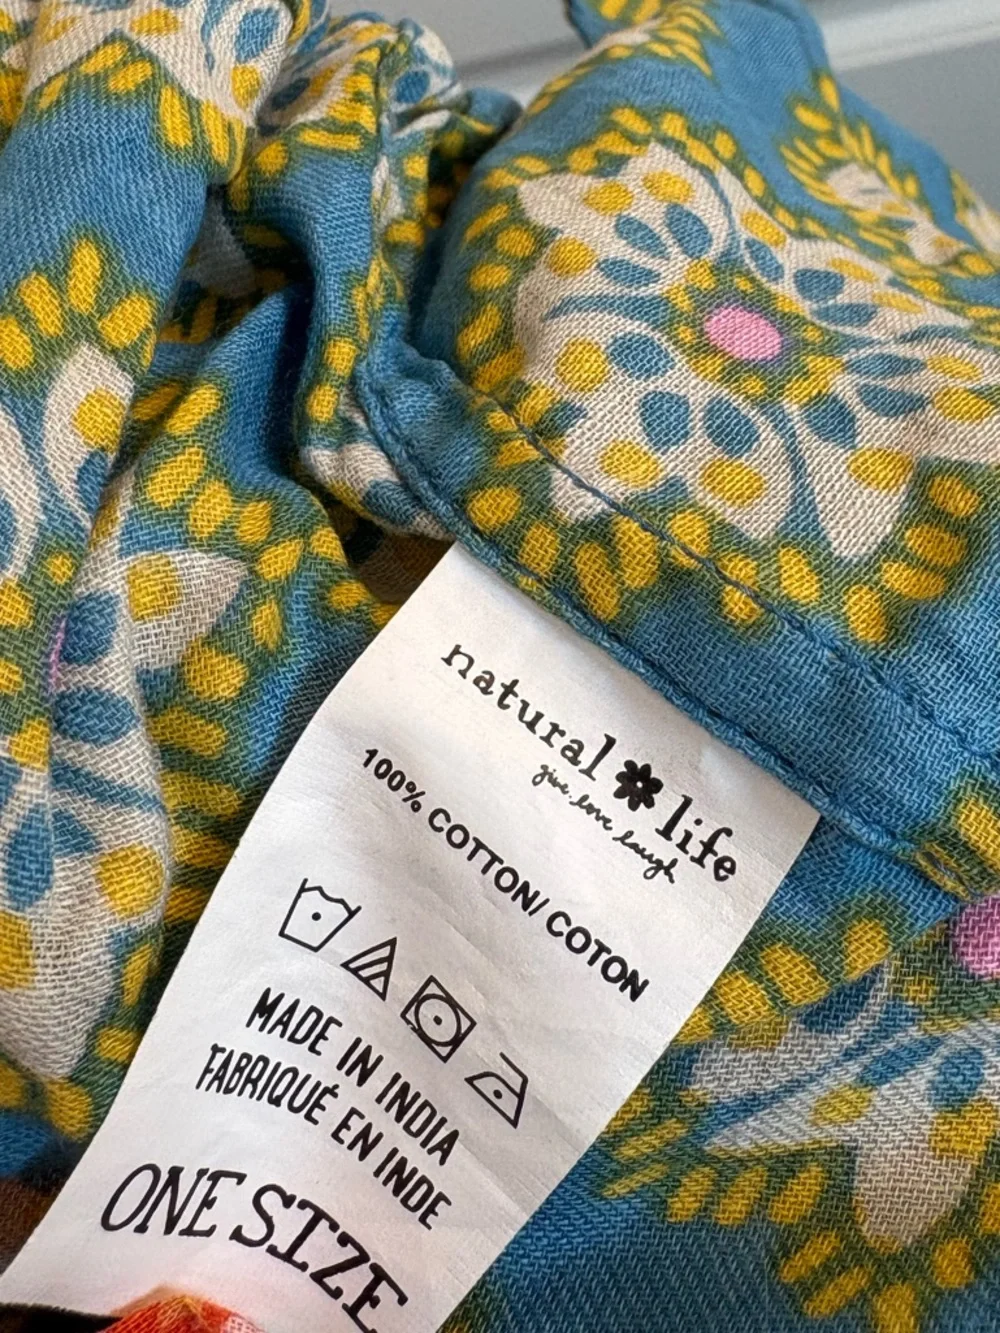 natural life
give. love. laugh
100% COTTON/ COTON
MADE IN INDIA
FABRIQUÉ EN INDE
ONE SIZE